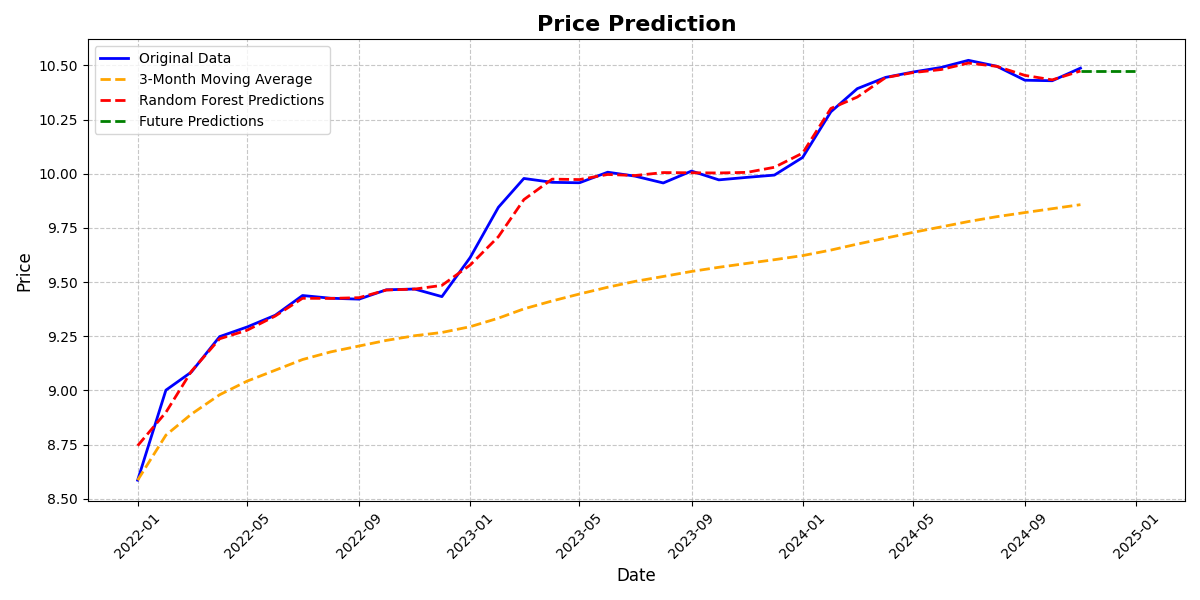 Price Prediction
Original Data
3-Month Moving Average
Random Forest Predictions
Future Predictions
Price
10.50
10.25
10.00
9.75
9.50
9.25
9.00
8.75
8.50
2022-01
2022-05
2022-09
2023-01
2023-05
2023-09
2024-01
2024-05
2024-09
2025-01
Date